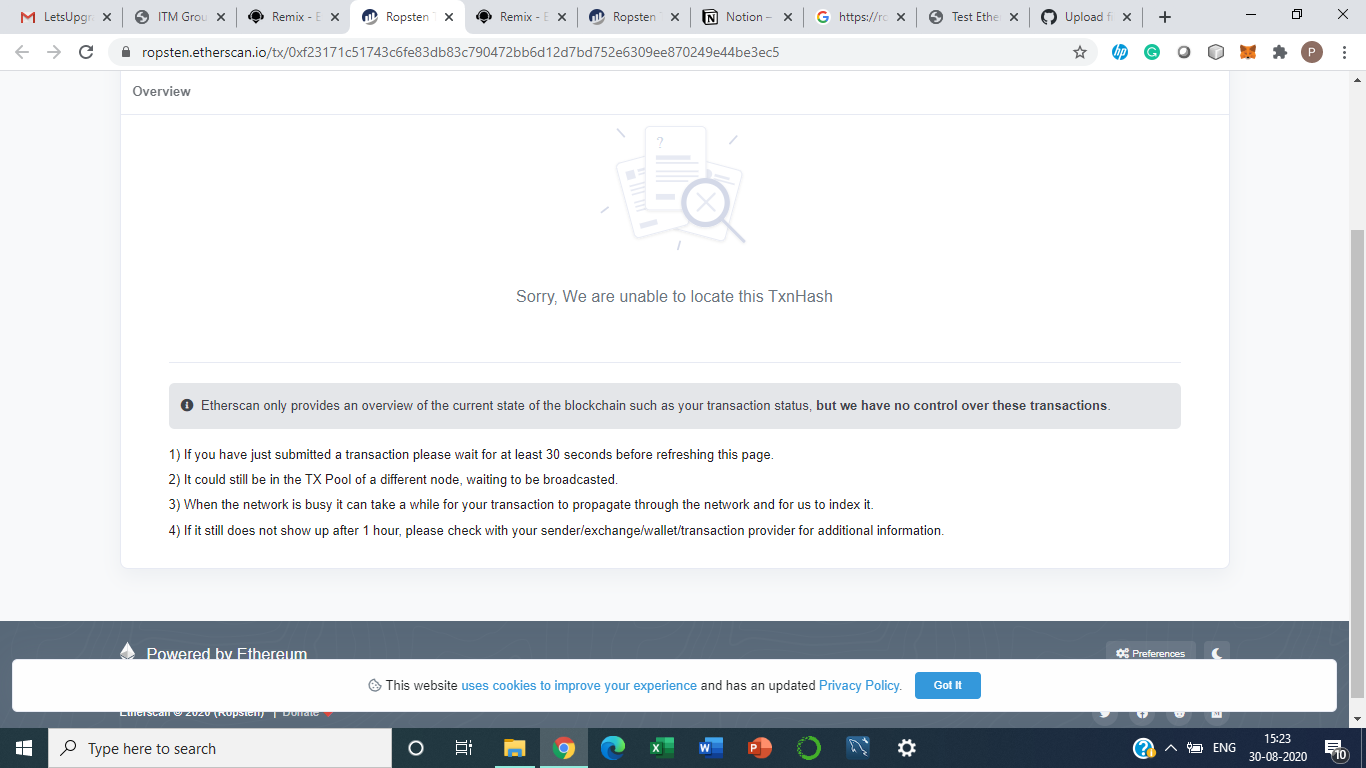 LetsUpgr
ITM Grou
Remix - E
Ropsten T
Remix - E
Ropsten T
Notion –
https://rc
Test Ethe
Upload fi
ropsten.etherscan.io/tx/0xf23171c51743c6fe83db83c790472bb6d12d7bd752e6309ee870249e44be3ec5
hp
G
P
Overview
?
Sorry, We are unable to locate this TxnHash
Etherscan only provides an overview of the current state of the blockchain such as your transaction status, but we have no control over these transactions.
1) If you have just submitted a transaction please wait for at least 30 seconds before refreshing this page.
2) It could still be in the TX Pool of a different node, waiting to be broadcasted.
3) When the network is busy it can take a while for your transaction to propagate through the network and for us to index it.
4) If it still does not show up after 1 hour, please check with your sender/exchange/wallet/transaction provider for additional information.
Powered by Ethereum
Preferences
This website uses cookies to improve your experience and has an updated Privacy Policy.
Got It
Etherscan © 2020 (Ropsten) | Donate
Type here to search
ENG
15:23
30-08-2020
10